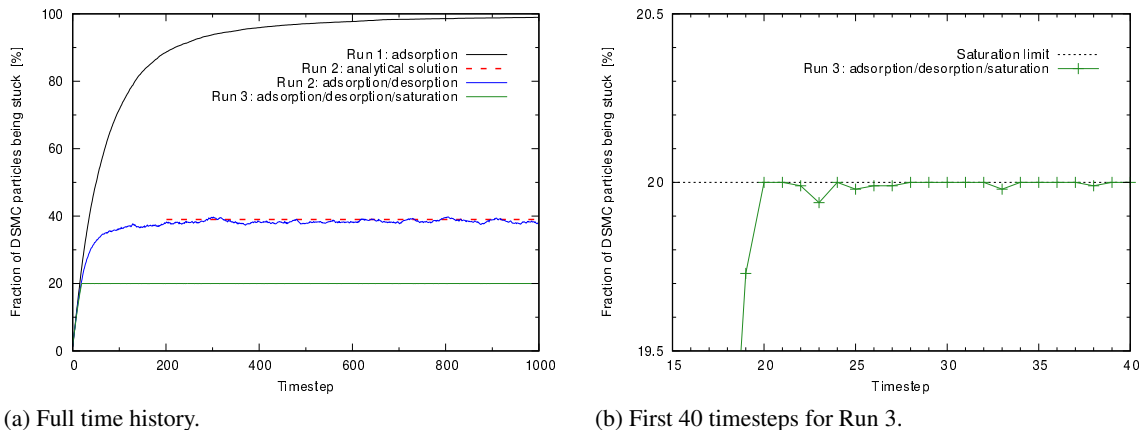 Fraction of DSMC particles being stuck [%]
100
80
60
40
20
0
Run 1: adsorption
Run 2: analytical solution
Run 2: adsorption/desorption
Run 3: adsorption/desorption/saturation
0 200 400 600 800 1000
Timestep
(a) Full time history.
Fraction of DSMC particles being stuck [%]
20.5
20
19.5
Saturation limit
Run 3: adsorption/desorption/saturation
15 20 25 30 35 40
Timestep
(b) First 40 timesteps for Run 3.